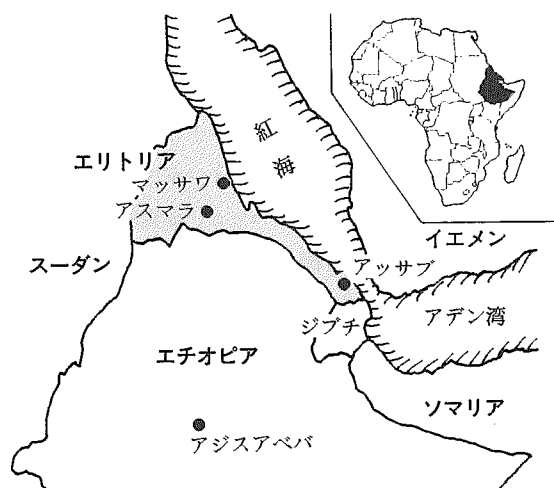 紅海
エリトリア
マッサワ
アスマラ
イエメン
スーダン
アッサブ
ジブチ
アデン湾
エチオピア
ソマリア
アジスアベバ